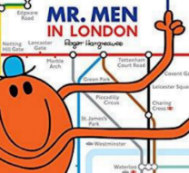 MR. MEN
IN LONDON
Roger Hargreaves
Edgware
Road
Notting
Hill Gate
Lancaster
Gate
Marble
Arch
Green Park
Tottenham
Court Road
Covent G
Leicester Square
Piccadilly
Circus
Charing
Cross
St. James's
Park
Westminster
Waterloo